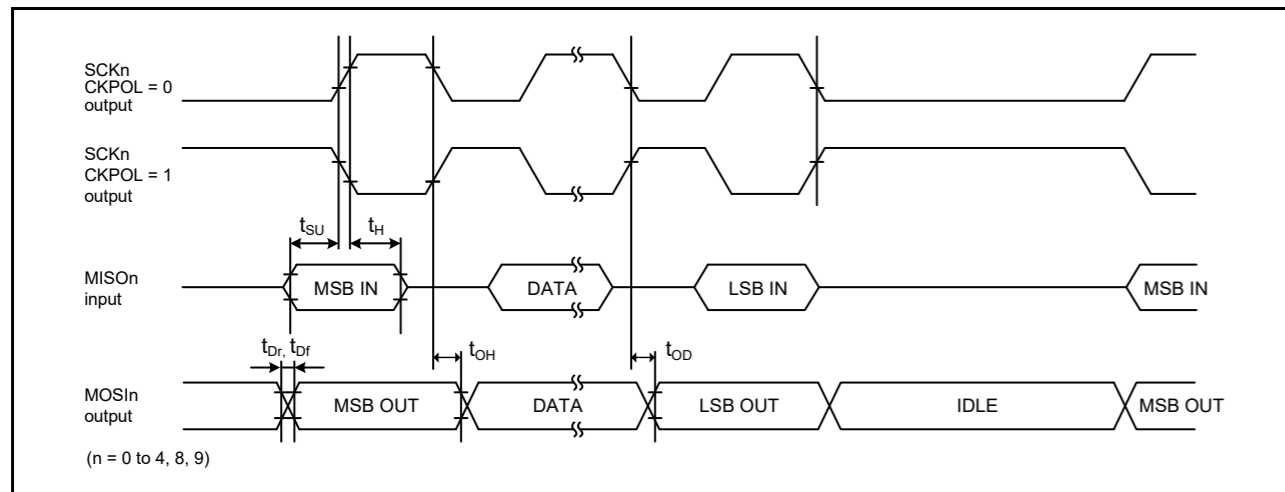 SCKn
CKPOL = 0
output
SCKn
CKPOL = 1
output
tSU
tH
MISOn
input
MSB IN
DATA
LSB IN
MSB IN
tDr, tDf
tOH
tOD
MOSIn
output
MSB OUT
DATA
LSB OUT
IDLE
MSB OUT
(n = 0 to 4, 8, 9)